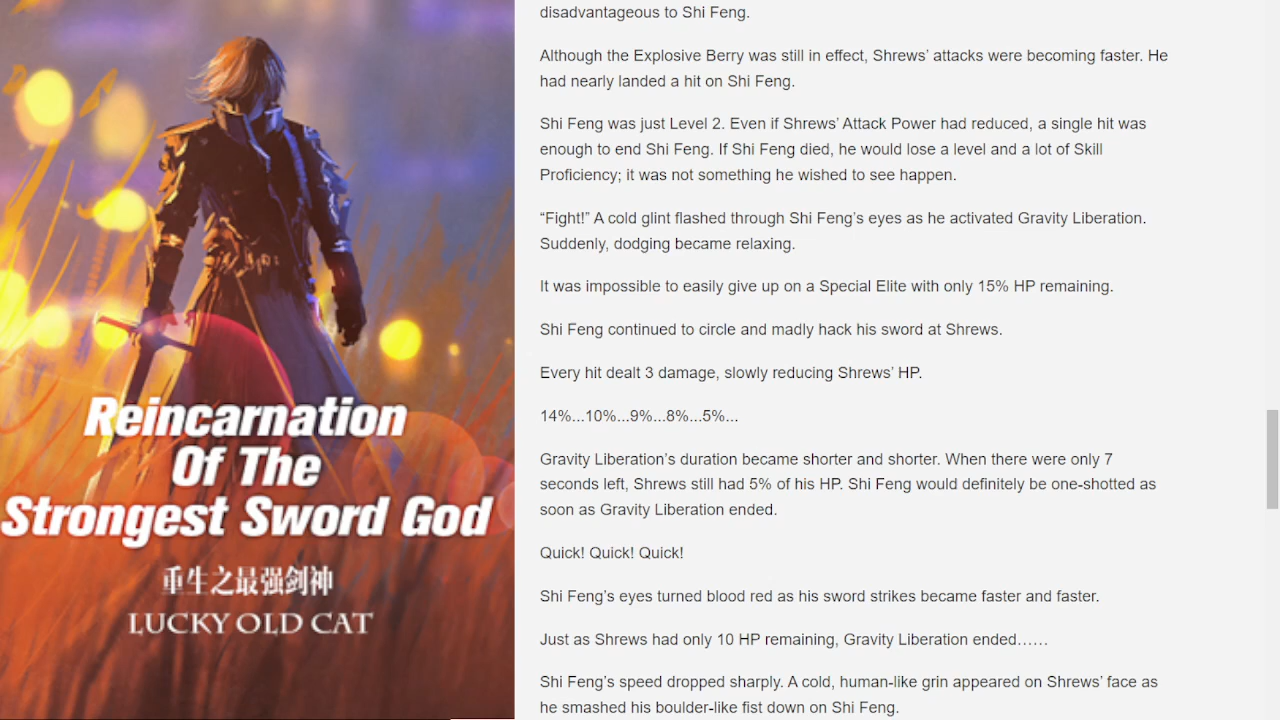 Reincarnation
Of The
Strongest Sword God
重生之最强剑神
LUCKY OLD CAT
disadvantageous to Shi Feng.
Although the Explosive Berry was still in effect, Shrews’ attacks were becoming faster. He
had nearly landed a hit on Shi Feng.
Shi Feng was just Level 2. Even if Shrews’ Attack Power had reduced, a single hit was
enough to end Shi Feng. If Shi Feng died, he would lose a level and a lot of Skill
Proficiency; it was not something he wished to see happen.
“Fight!” A cold glint flashed through Shi Feng’s eyes as he activated Gravity Liberation.
Suddenly, dodging became relaxing.
It was impossible to easily give up on a Special Elite with only 15% HP remaining.
Shi Feng continued to circle and madly hack his sword at Shrews.
Every hit dealt 3 damage, slowly reducing Shrews’ HP.
14%...10%...9%...8%...5%...
Gravity Liberation’s duration became shorter and shorter. When there were only 7
seconds left, Shrews still had 5% of his HP. Shi Feng would definitely be one-shotted as
soon as Gravity Liberation ended.
Quick! Quick! Quick!
Shi Feng’s eyes turned blood red as his sword strikes became faster and faster.
Just as Shrews had only 10 HP remaining, Gravity Liberation ended……
Shi Feng’s speed dropped sharply. A cold, human-like grin appeared on Shrews’ face as
he smashed his boulder-like fist down on Shi Feng.